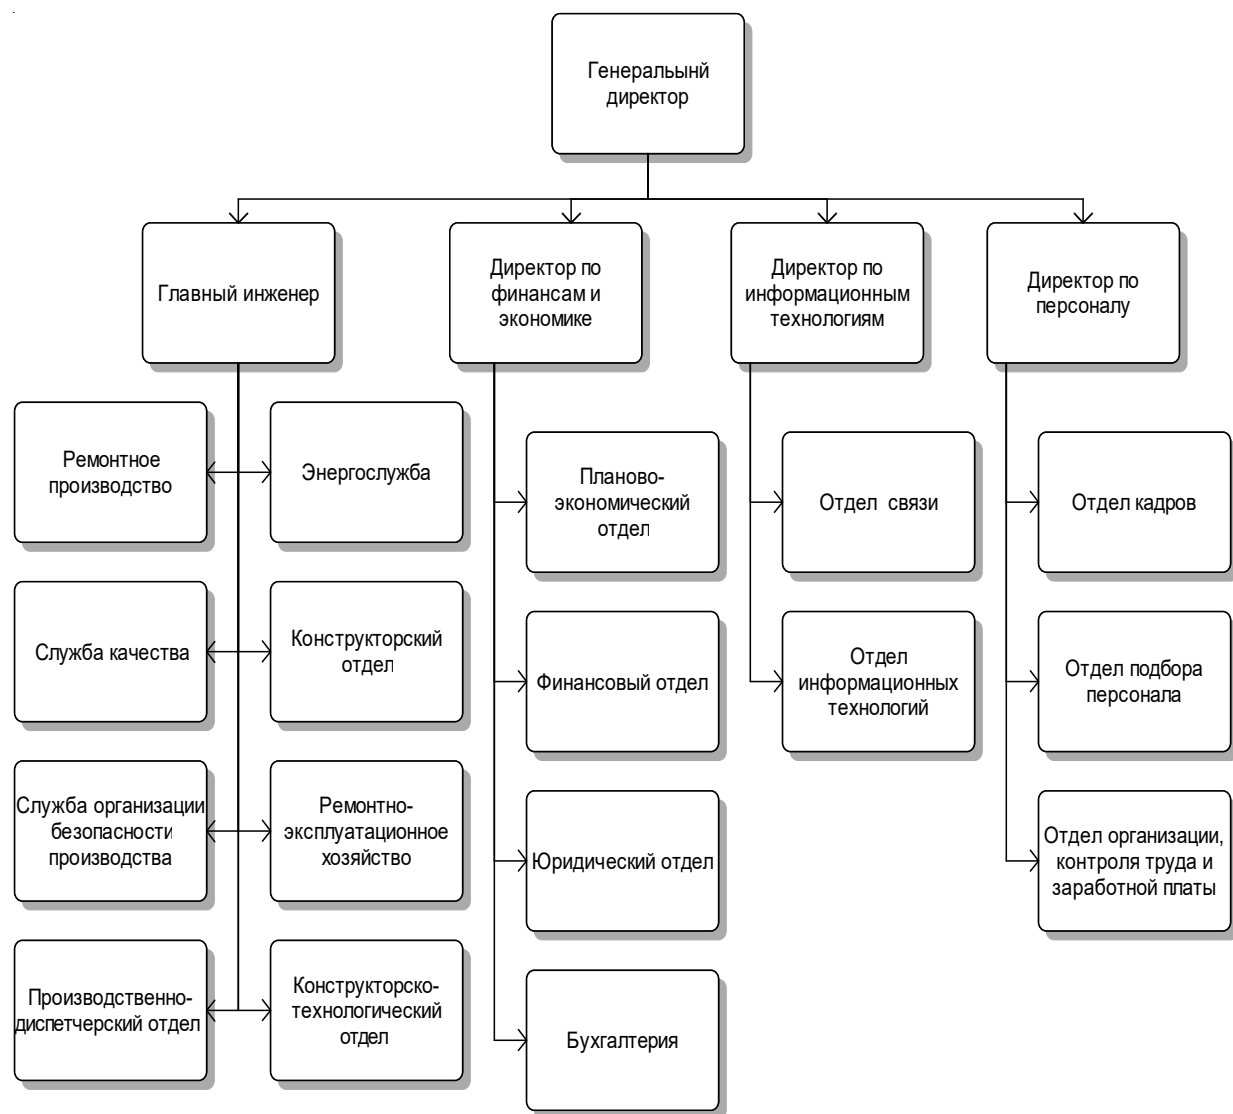 Генералыьнй
директор
Главный инженер
Директор по
финансам и
экономике
Директор по
информационным
технологиям
Директор по
персоналу
Ремонтное
производство
Энергослужба
Служба качества
Конструкторский
отдел
Служба организации
безопасности
производства
Ремонтно-
эксплуатационное
хозяйство
Производственно-
диспетчерский отдел
Конструкторско-
технологический
отдел
Планово-
экономический
отдел
Финансовый отдел
Юридический отдел
Бухгалтерия
Отдел связи
Отдел
информационных
технологий
Отдел кадров
Отдел подбора
персонала
Отдел организации,
контроля труда и
заработной платы